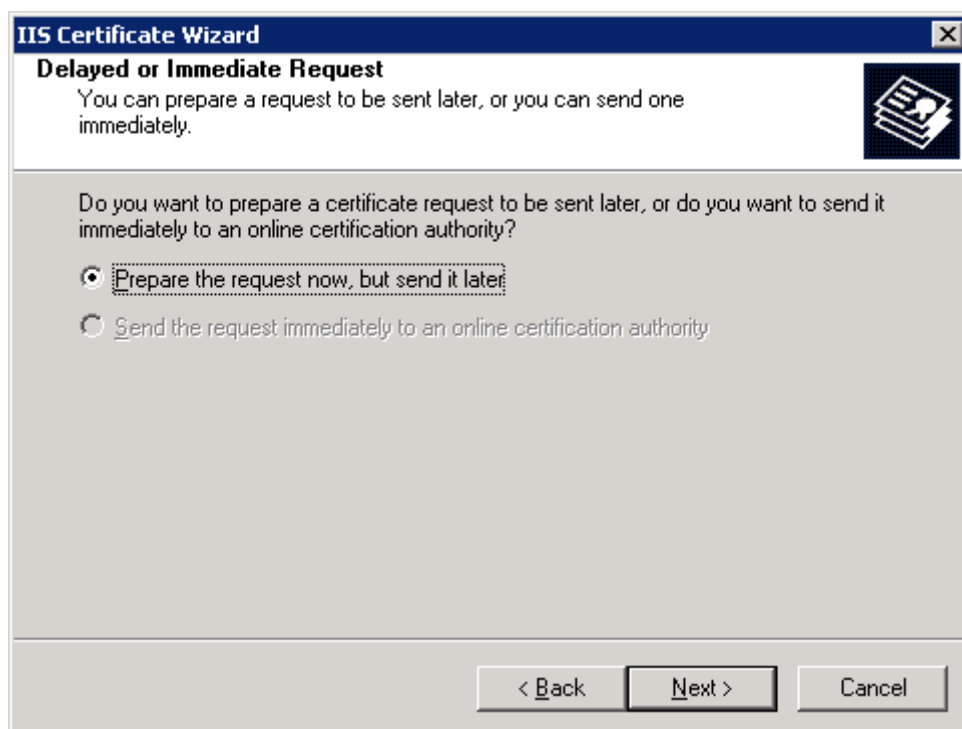 IIS Certificate Wizard
Delayed or Immediate Request
You can prepare a request to be sent later, or you can send one
immediately.
Do you want to prepare a certificate request to be sent later, or do you want to send it
immediately to an online certification authority?
Prepare the request now, but send it later
Send the request immediately to an online certification authority
< Back Next > Cancel